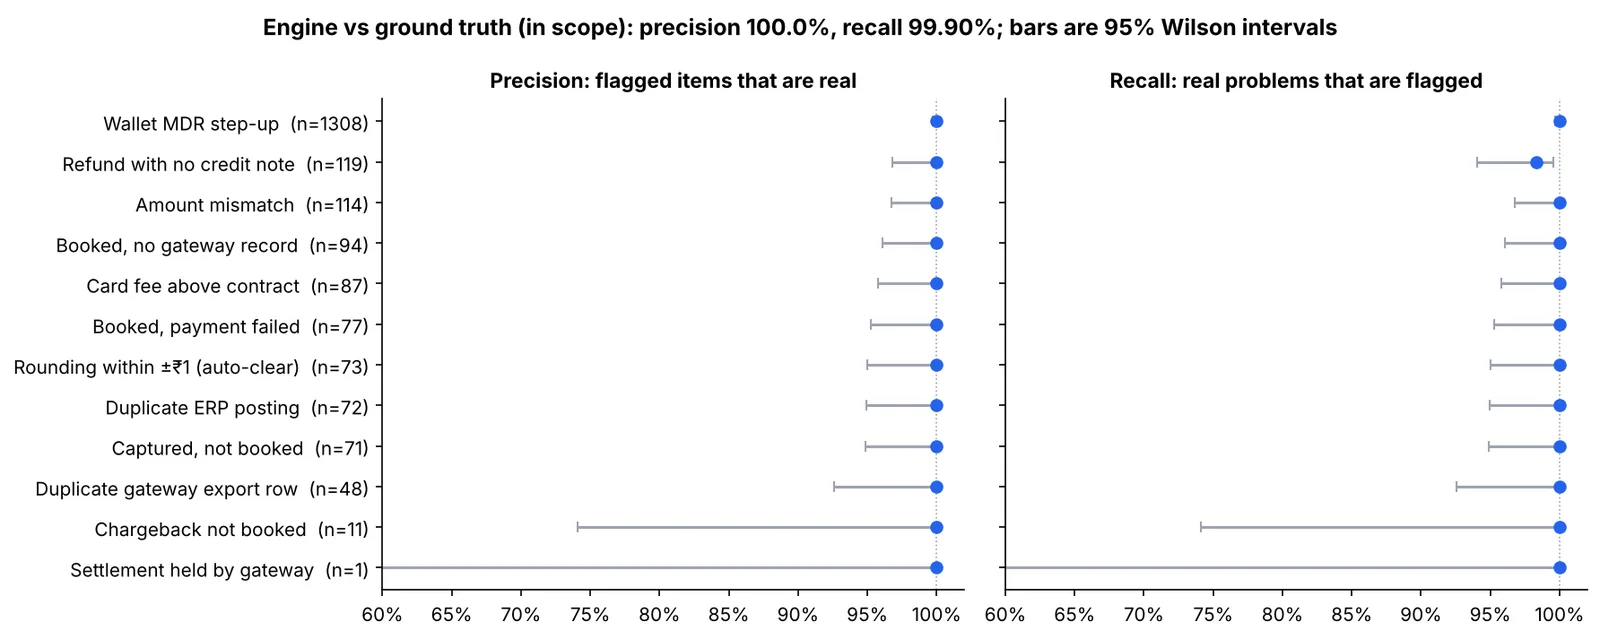 Engine vs ground truth (in scope): precision 100.0%, recall 99.90%; bars are 95% Wilson intervals
Precision: flagged items that are real
Recall: real problems that are flagged
Wallet MDR step-up (n=1308)
Refund with no credit note (n=119)
Amount mismatch (n=114)
Booked, no gateway record (n=94)
Card fee above contract (n=87)
Booked, payment failed (n=77)
Rounding within ±₹1 (auto-clear) (n=73)
Duplicate ERP posting (n=72)
Captured, not booked (n=71)
Duplicate gateway export row (n=48)
Chargeback not booked (n=11)
Settlement held by gateway (n=1)
60% 65% 70% 75% 80% 85% 90% 95% 100%
60% 65% 70% 75% 80% 85% 90% 95% 100%